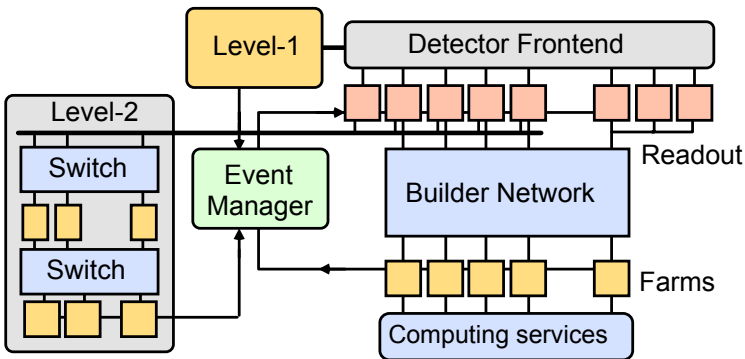 Level-1
Detector Frontend
Level-2
Switch
Event
Manager
Builder Network
Readout
Switch
Farms
Computing services